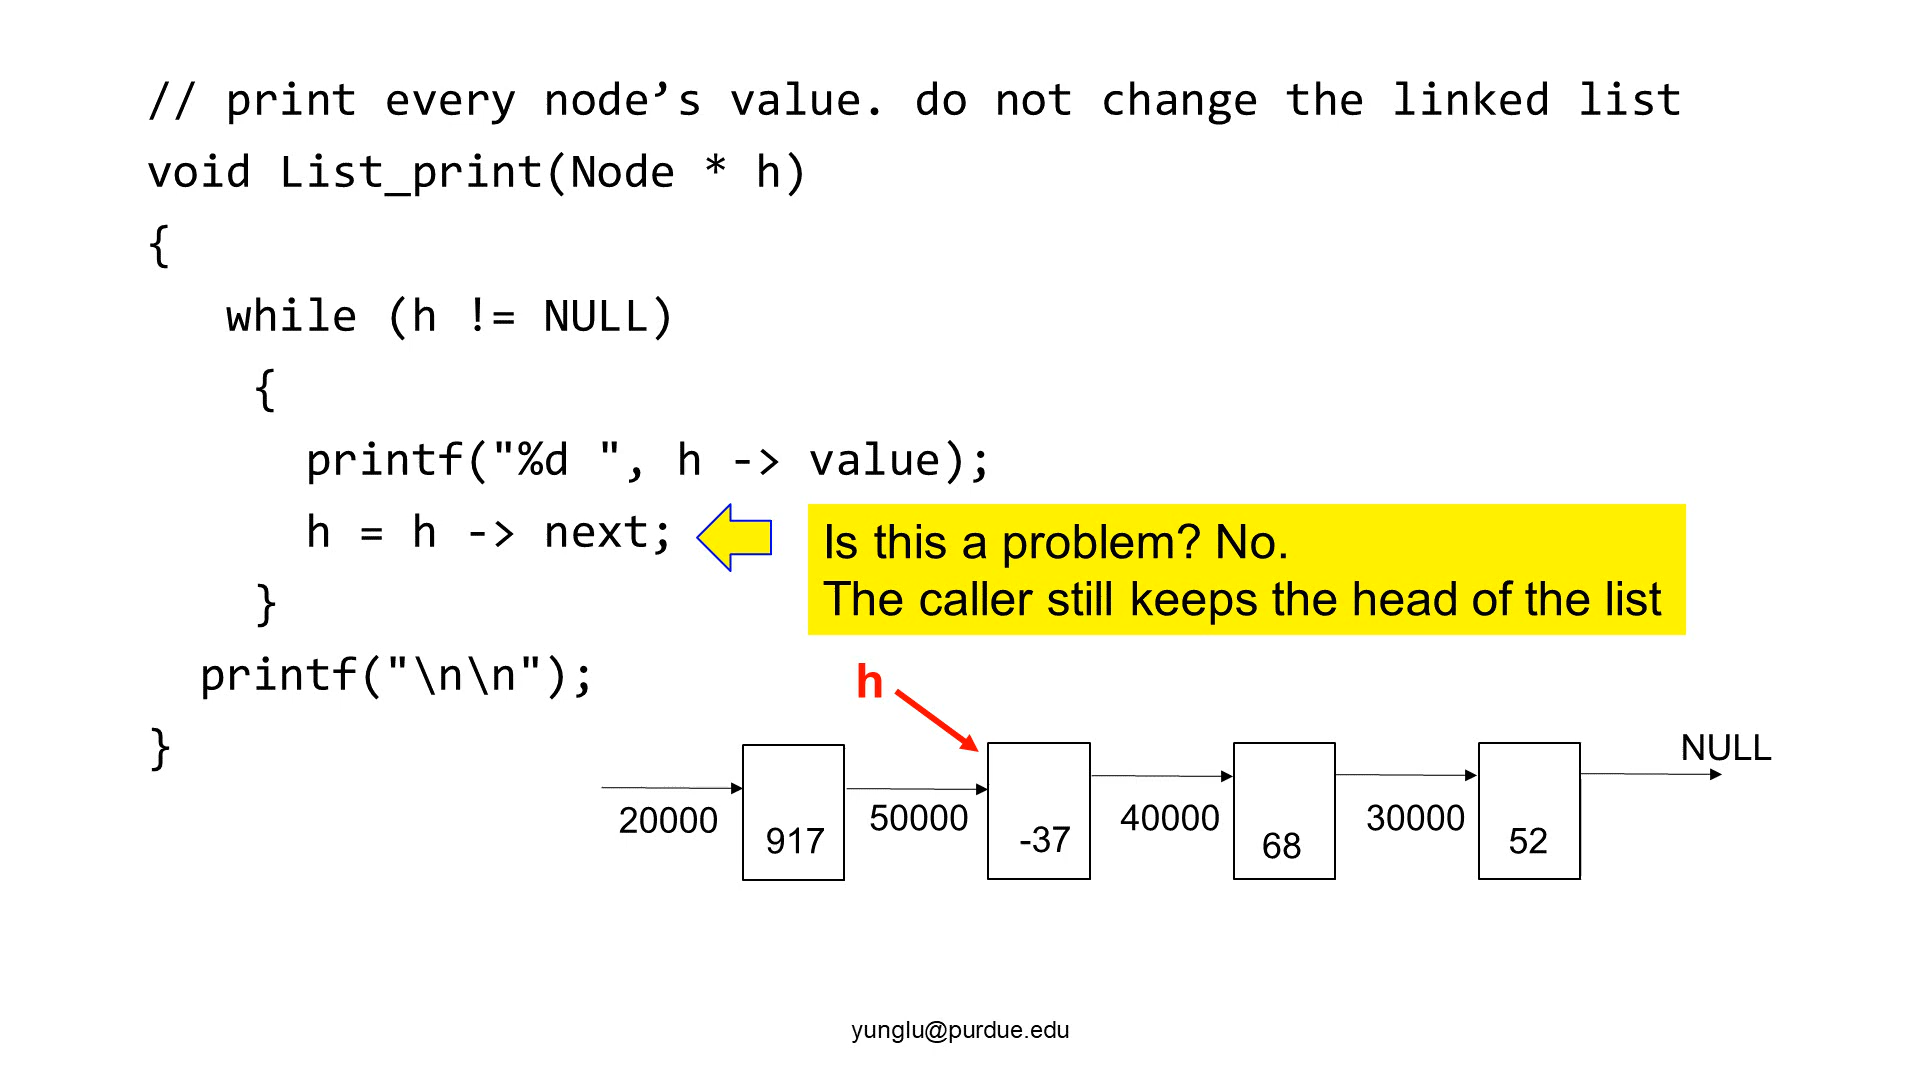 // print every node’s value. do not change the linked list
void List_print(Node * h)
{
while (h != NULL)
{
printf("%d ", h -> value);
h = h -> next;
Is this a problem? No.
The caller still keeps the head of the list
}
printf("\n\n");
h
}
NULL
20000
50000
40000
30000
917
-37
68
52
yunglu@purdue.edu